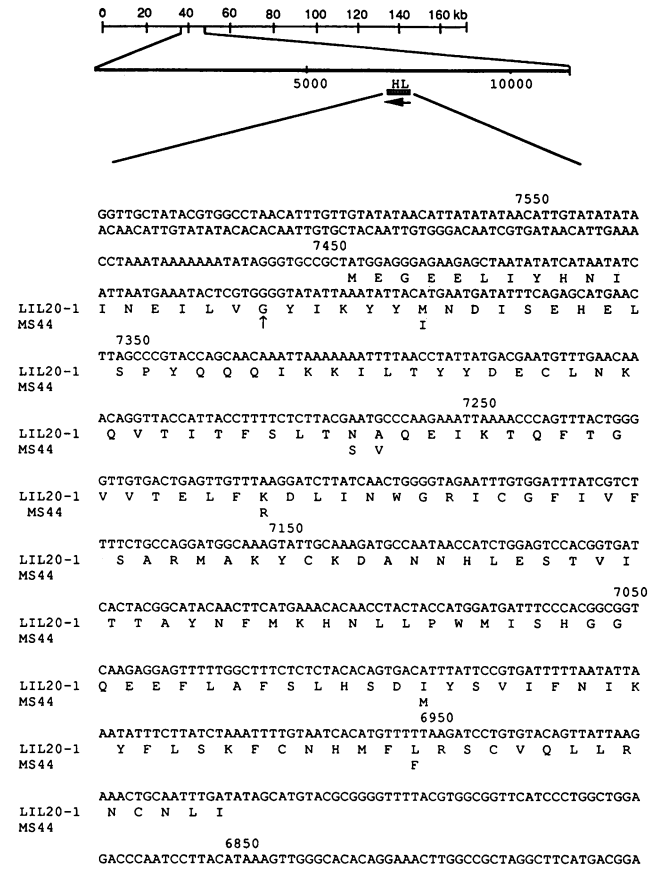 0 20 40 60 80 100 120 140 160 kb
5000 HL 10000
7550
GGTTGCTATACGTGGCCTAACATTTGTTGTATATAACATTATATATAACATTGTATATATA
ACAACATTGTATATACACACAATTGTGCTACAATTGTGGGACAATCGTGATAACATTGAAA
7450
CCTAAATAAAAAAATATAGGGTGCCGCTATGGAGGGAGAAGAGCTAATATATCATAATATC
M E G E E L I Y H N I
ATTAATGAAATACTCGTGGGGTATATTAAATATTACATGAATGATATTTCAGAGCATGAAC
LIL20-1 I N E I L V G Y I K Y Y M N D I S E H E L
MS44 ↑ I
7350
TTAGCCCGTACCAGCAACAAATTAAAAAAATTTTAACCTATTATGACGAATGTTTGAACAA
LIL20-1 S P Y Q Q Q I K K I L T Y Y D E C L N K
MS44
7250
ACAGGTTACCATTACCTTTTCTCTTACGAATGCCCAAGAAATTAAAACCCAGTTTACTGGG
LIL20-1 Q V T I T F S L T N A Q E I K T Q F T G
MS44 S V
GTTGTGACTGAGTTGTTTAAGGATCTTATCAACTGGGGTAGAATTTGTGGATTTATCGTCT
LIL20-1 V V T E L F K D L I N W G R I C G F I V F
MS44 R
7150
TTTCTGCCAGGATGGCAAAGTATTGCAAAGATGCCAATAACCATCTGGAGTCCACGGTGAT
LIL20-1 S A R M A K Y C K D A N N H L E S T V I
MS44
7050
CACTACGGCATACAACTTCATGAAACACAACCTACTACCATGGATGATTTCCCACGGCGGT
LIL20-1 T T A Y N F M K H N L L P W M I S H G G
MS44
CAAGAGGAGTTTTTGGCTTTCTCTCTACACAGTGACATTTATTCCGTGATTTTTAATATTA
LIL20-1 Q E E F L A F S L H S D I Y S V I F N I K
MS44 M
6950
AATATTTCTTATCTAAATTTTGTAATCACATGTTTTTAAGATCCTGTGTACAGTTATTAAG
LIL20-1 Y F L S K F C N H M F L R S C V Q L L R
MS44 F
AAACTGCAATTTGATATAGCATGTACGCGGGGTTTTACGTGGCGGTTCATCCCTGGCTGGA
LIL20-1 N C N L I
MS44
6850
GACCCAATCCTTACATAAAGTTGGGCACACACAGGAAACTTGGCCGCTAGGCTTCATGACGGA